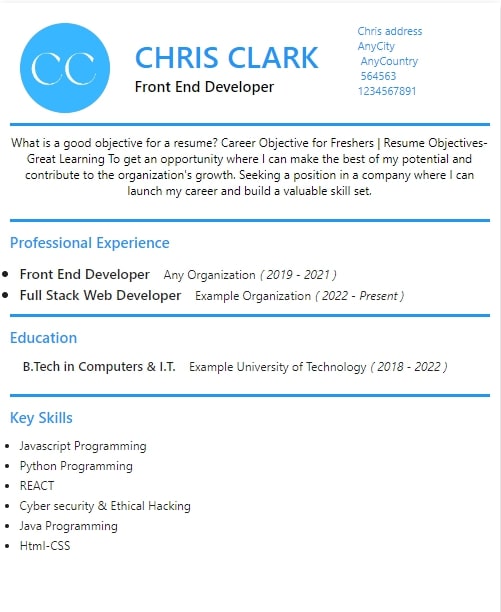 CC
CHRIS CLARK
Front End Developer
Chris address
AnyCity
AnyCountry
564563
1234567891
What is a good objective for a resume? Career Objective for Freshers | Resume Objectives-
Great Learning To get an opportunity where I can make the best of my potential and
contribute to the organization's growth. Seeking a position in a company where I can
launch my career and build a valuable skill set.
Professional Experience
Front End Developer Any Organization ( 2019 - 2021 )
Full Stack Web Developer Example Organization ( 2022 - Present )
Education
B.Tech in Computers & I.T. Example University of Technology ( 2018 - 2022 )
Key Skills
Javascript Programming
Python Programming
REACT
Cyber security & Ethical Hacking
Java Programming
Html-CSS